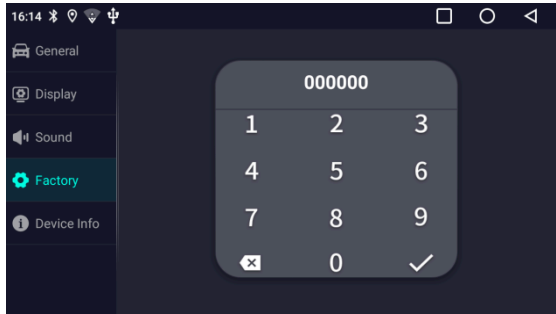 16:14
General
Display
Sound
Factory
Device Info
000000
1 2 3
4 5 6
7 8 9
0